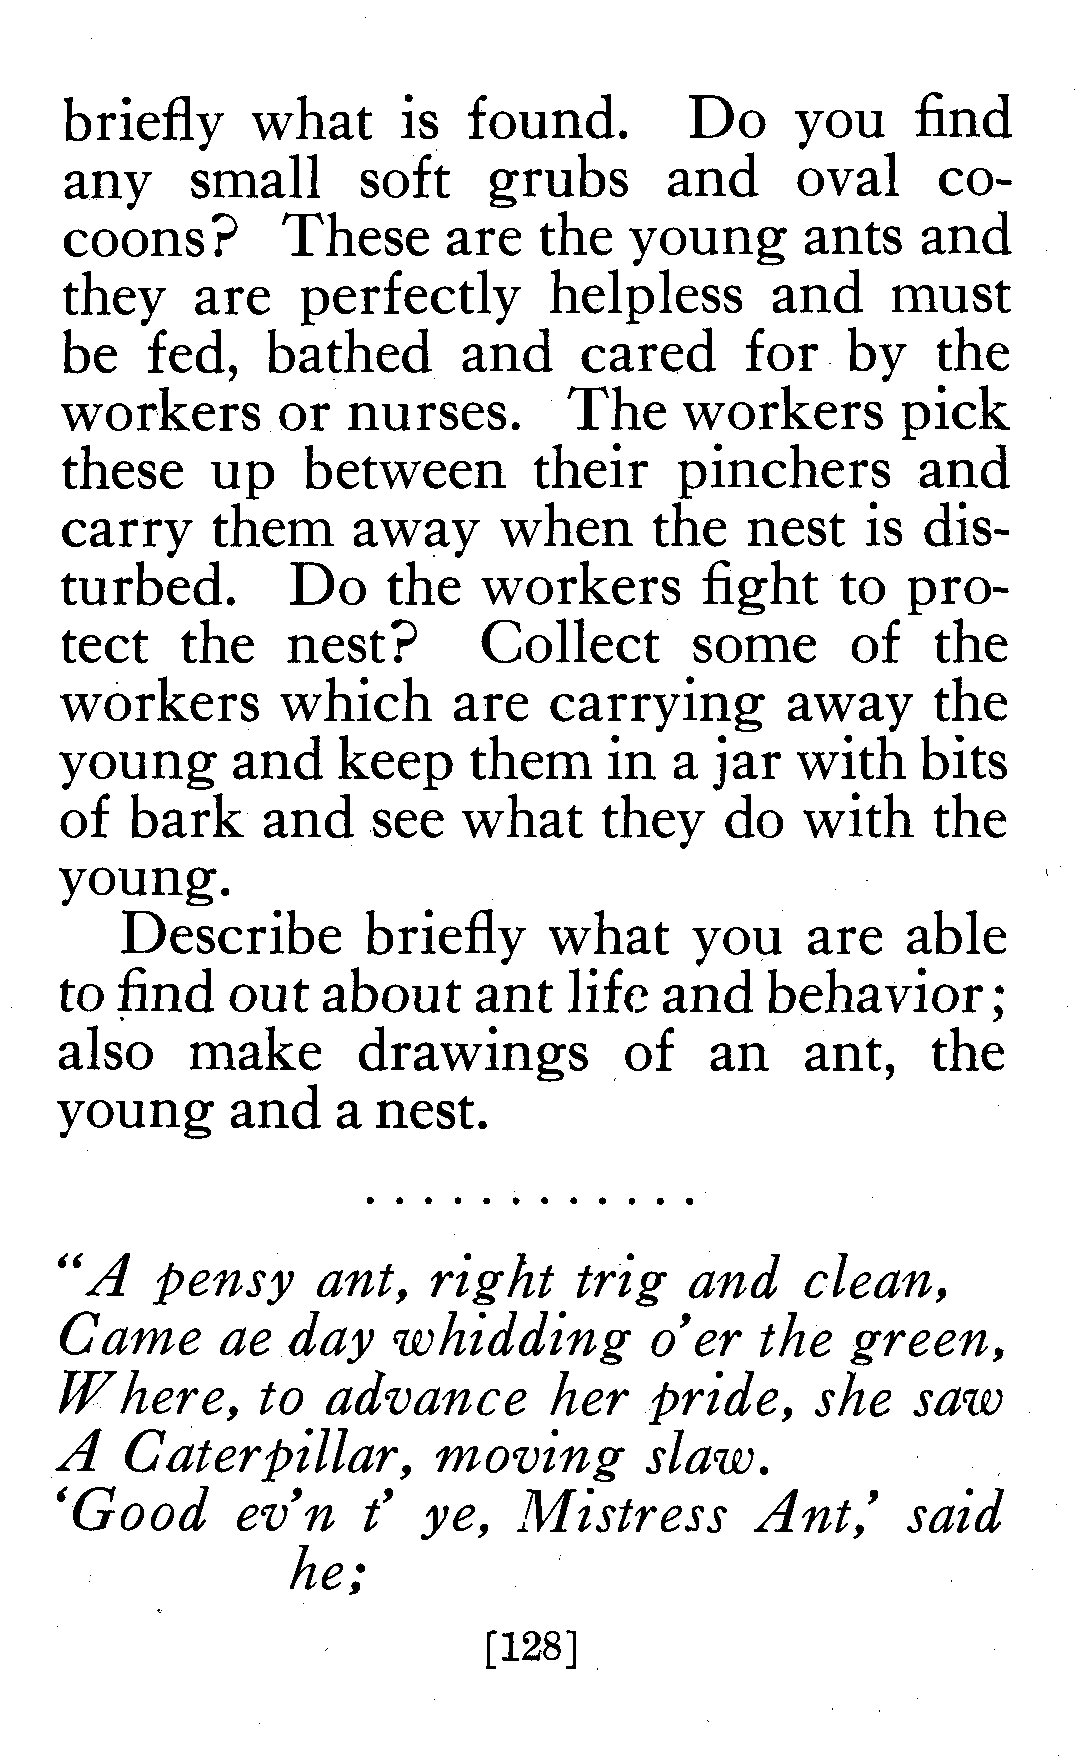 briefly what is found. Do you find
any small soft grubs and oval co-
coons? These are the young ants and
they are perfectly helpless and must
be fed, bathed and cared for by the
workers or nurses. The workers pick
these up between their pinchers and
carry them away when the nest is dis-
turbed. Do the workers fight to pro-
tect the nest? Collect some of the
workers which are carrying away the
young and keep them in a jar with bits
of bark and see what they do with the
young.
Describe briefly what you are able
to find out about ant life and behavior;
also make drawings of an ant, the
young and a nest.
. . . . . . . . . . . .
"A pensy ant, right trig and clean,
Came ae day whidding o'er the green,
Where, to advance her pride, she saw
A Caterpillar, moving slaw.
'Good ev'n t' ye, Mistress Ant,' said
he;
[128]